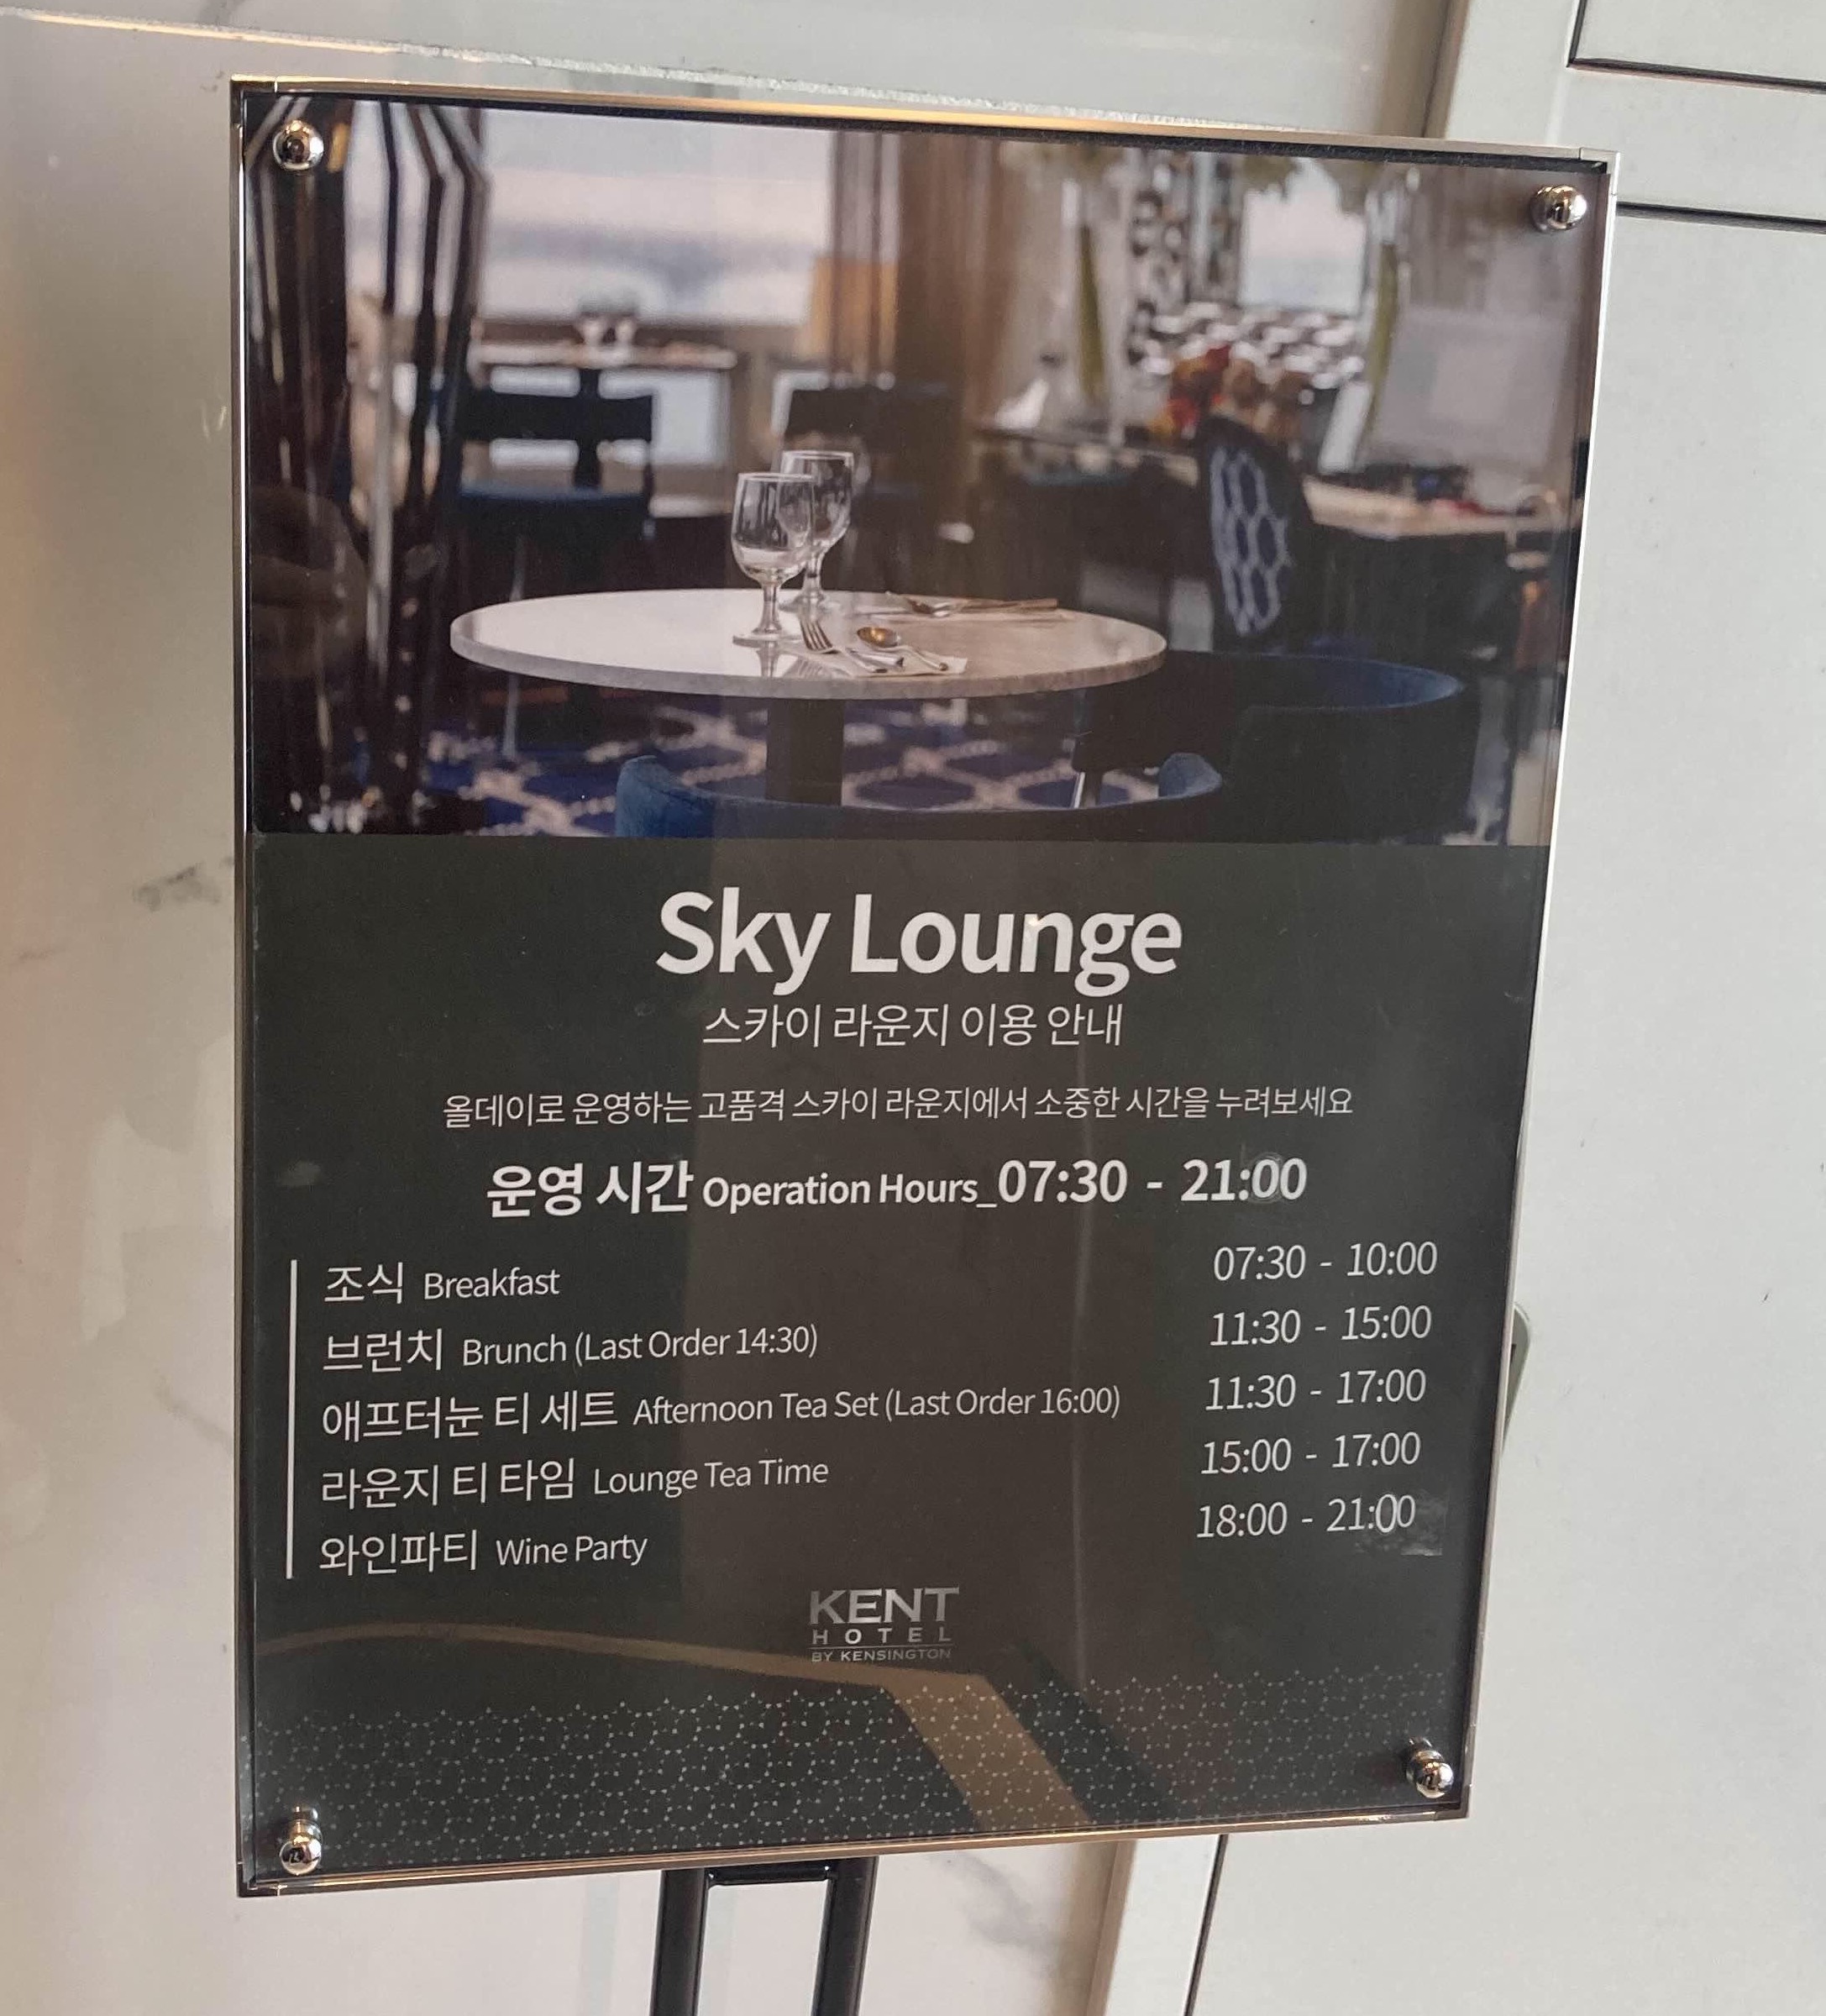 Sky Lounge
스카이 라운지 이용 안내
올데이로 운영하는 고품격 스카이 라운지에서 소중한 시간을 누려보세요
운영 시간 Operation Hours_07:30 - 21:00
조식 Breakfast 07:30 - 10:00
브런치 Brunch (Last Order 14:30) 11:30 - 15:00
애프터눈 티 세트 Afternoon Tea Set (Last Order 16:00) 11:30 - 17:00
라운지 티 타임 Lounge Tea Time 15:00 - 17:00
와인파티 Wine Party 18:00 - 21:00
KENT
HOTEL
BY KENSINGTON